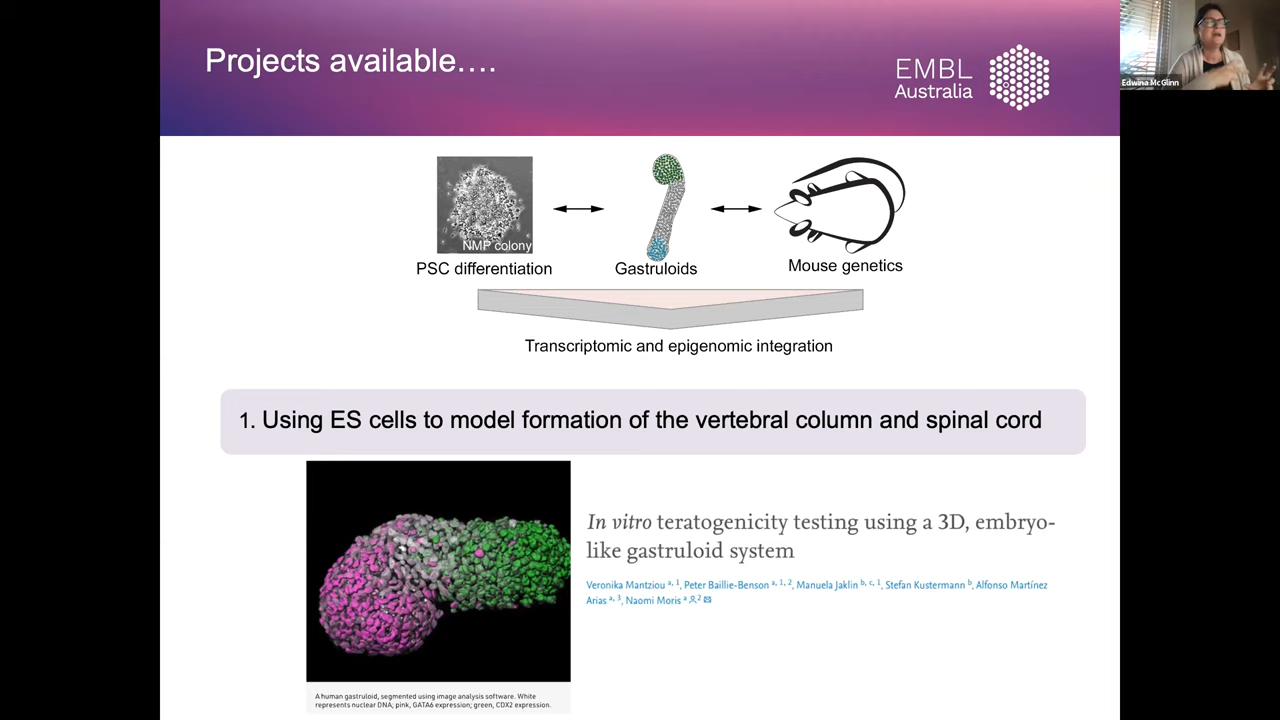 Projects available….
EMBL
Australia
Edwina McGlinn
NMP colony
PSC differentiation
Gastruloids
Mouse genetics
Transcriptomic and epigenomic integration
1. Using ES cells to model formation of the vertebral column and spinal cord
In vitro teratogenicity testing using a 3D, embryo-
like gastruloid system
Veronika Mantziou a, 1, Peter Baillie-Benson a, 1, 2, Manuela Jaklin b, c, 1, Stefan Kustermann b, Alfonso Martínez
Arias a, 3, Naomi Moris a 2
A human gastruloid, segmented using image analysis software. White
represents nuclear DNA; pink, GATA6 expression; green, CDX2 expression.